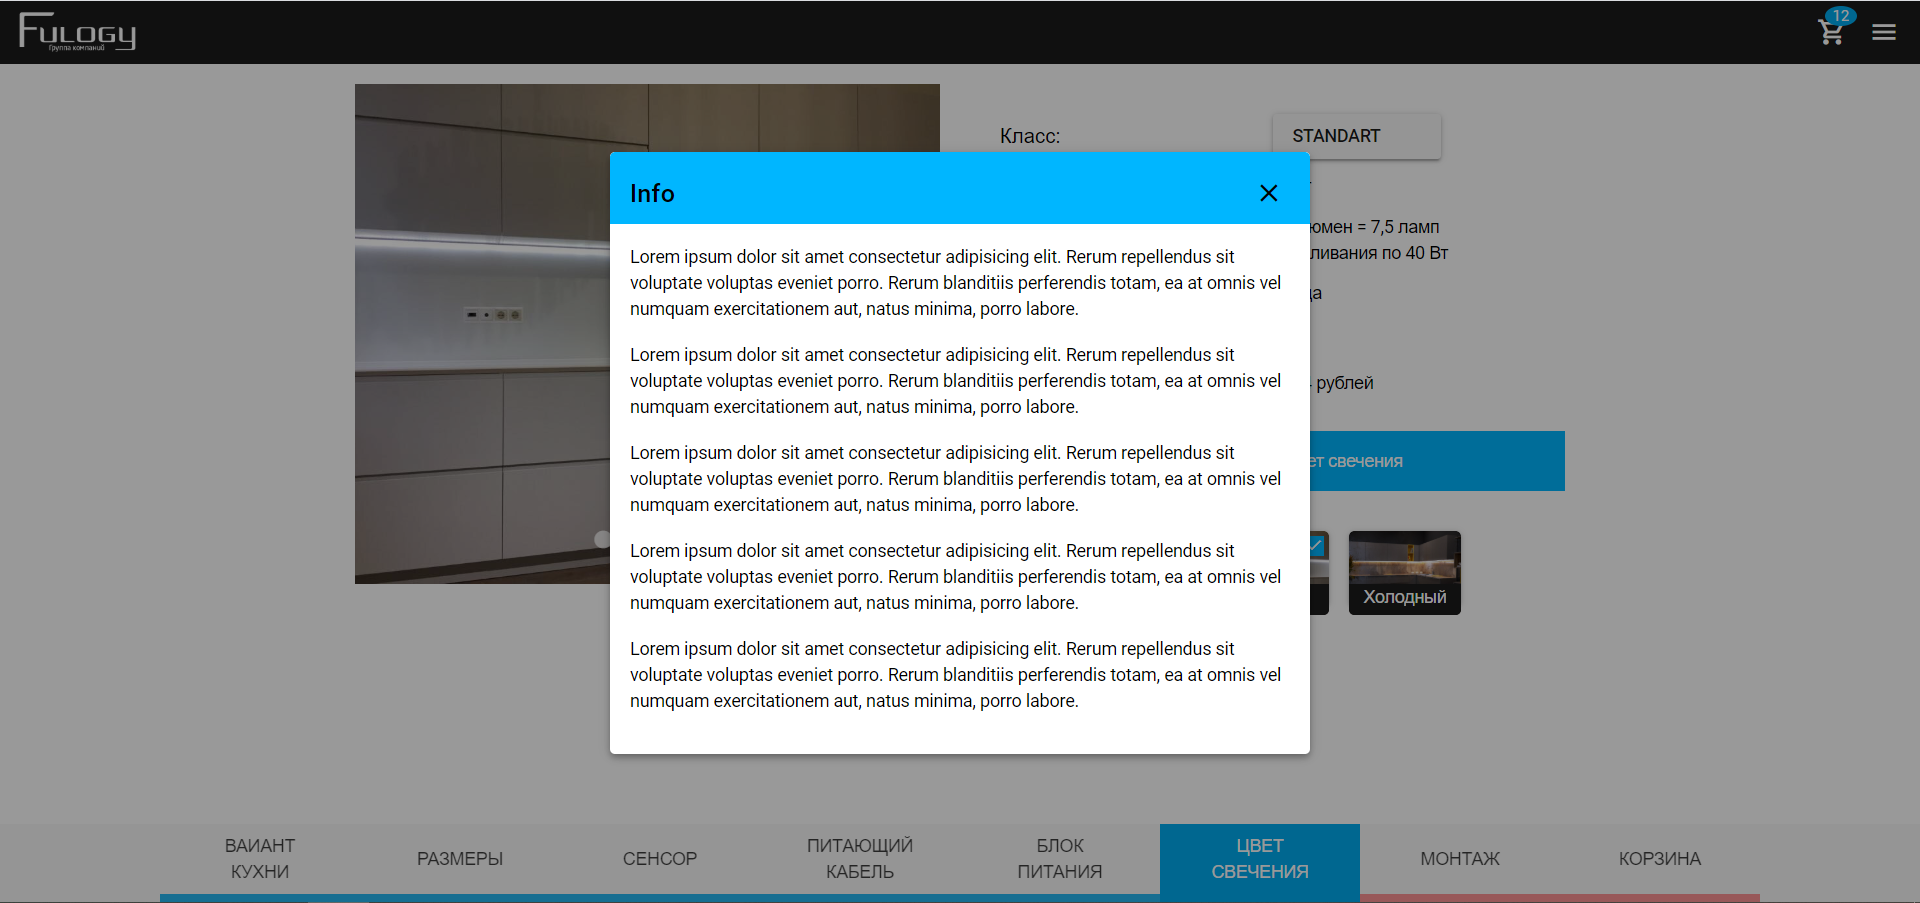 FULOGY
Группа компаний
12
Класс:
STANDART
Info
Lorem ipsum dolor sit amet consectetur adipisicing elit. Rerum repellendus sit
voluptate voluptas eveniet porro. Rerum blanditiis perferendis totam, ea at omnis vel
numquam exercitationem aut, natus minima, porro labore.
Lorem ipsum dolor sit amet consectetur adipisicing elit. Rerum repellendus sit
voluptate voluptas eveniet porro. Rerum blanditiis perferendis totam, ea at omnis vel
numquam exercitationem aut, natus minima, porro labore.
Lorem ipsum dolor sit amet consectetur adipisicing elit. Rerum repellendus sit
voluptate voluptas eveniet porro. Rerum blanditiis perferendis totam, ea at omnis vel
numquam exercitationem aut, natus minima, porro labore.
Lorem ipsum dolor sit amet consectetur adipisicing elit. Rerum repellendus sit
voluptate voluptas eveniet porro. Rerum blanditiis perferendis totam, ea at omnis vel
numquam exercitationem aut, natus minima, porro labore.
Lorem ipsum dolor sit amet consectetur adipisicing elit. Rerum repellendus sit
voluptate voluptas eveniet porro. Rerum blanditiis perferendis totam, ea at omnis vel
numquam exercitationem aut, natus minima, porro labore.
юмен = 7,5 ламп
ливания по 40 Вт
рублей
свечения
Холодный
ВАИАНТ
КУХНИ
РАЗМЕРЫ
СЕНСОР
ПИТАЮЩИЙ
КАБЕЛЬ
БЛОК
ПИТАНИЯ
ЦВЕТ
СВЕЧЕНИЯ
МОНТАЖ
КОРЗИНА